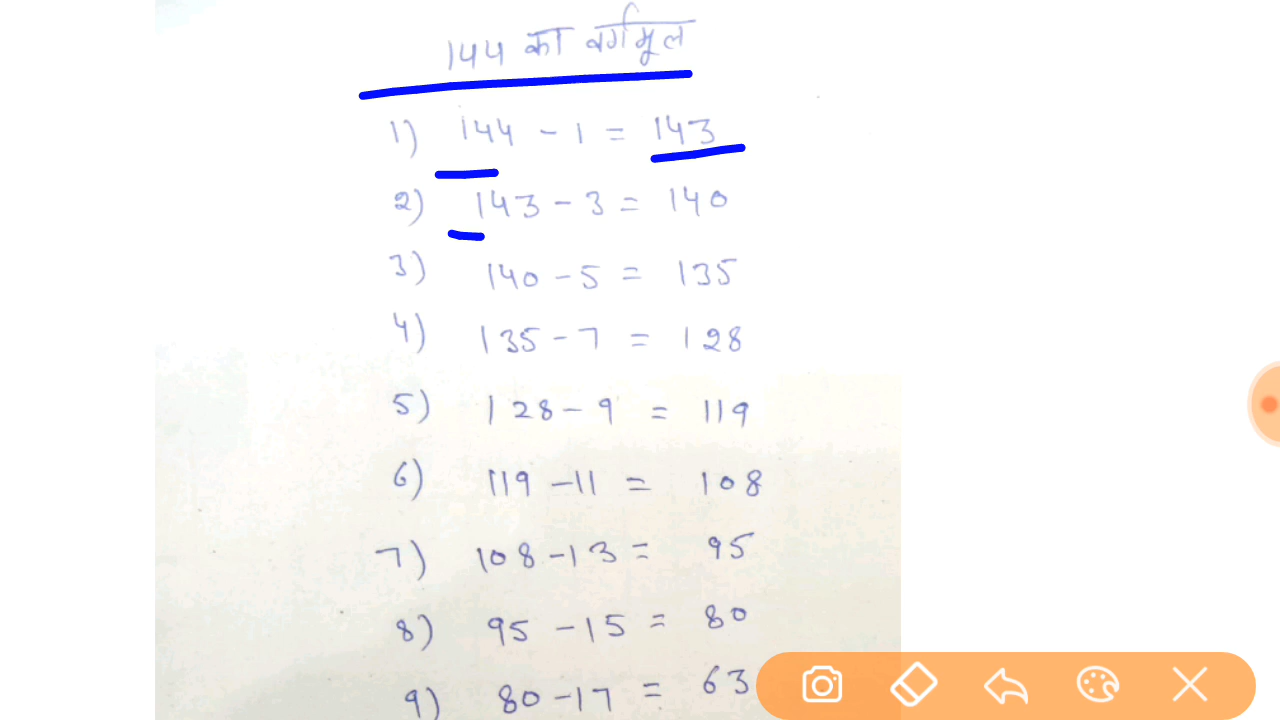 144 का वर्गमूल
1) 144 - 1 = 143
2) 143 - 3 = 140
3) 140 - 5 = 135
4) 135 - 7 = 128
5) 128 - 9 = 119
6) 119 - 11 = 108
7) 108 - 13 = 95
8) 95 - 15 = 80
9) 80 - 17 = 63